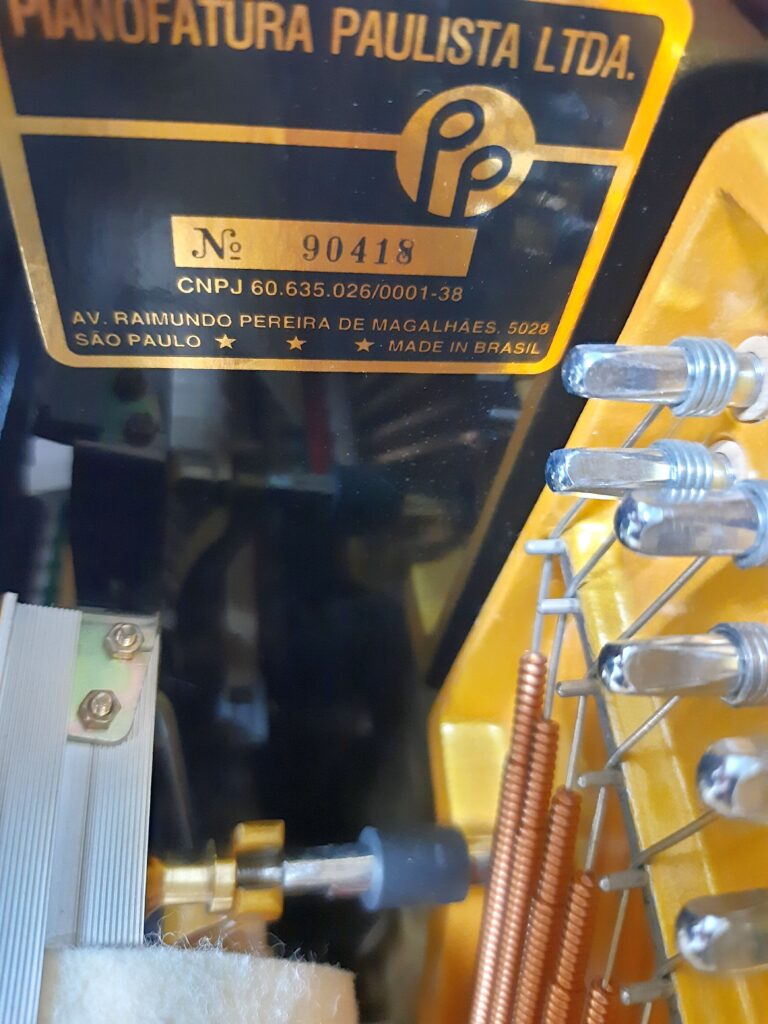 PIANOFATURA PAULISTA LTDA.
PP
Nº 90418
CNPJ 60.635.026/0001-38
AV. RAIMUNDO PEREIRA DE MAGALHÃES, 5028
SÃO PAULO ★ ★ ★ MADE IN BRASIL